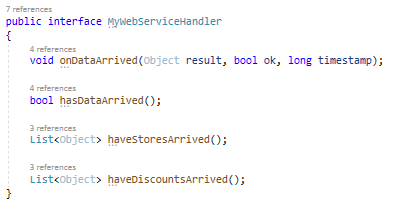 7 references
public interface MyWebServiceHandler
{
4 references
void onDataArrived(Object result, bool ok, long timestamp);
4 references
bool hasDataArrived();
3 references
List<Object> haveStoresArrived();
3 references
List<Object> haveDiscountsArrived();
}